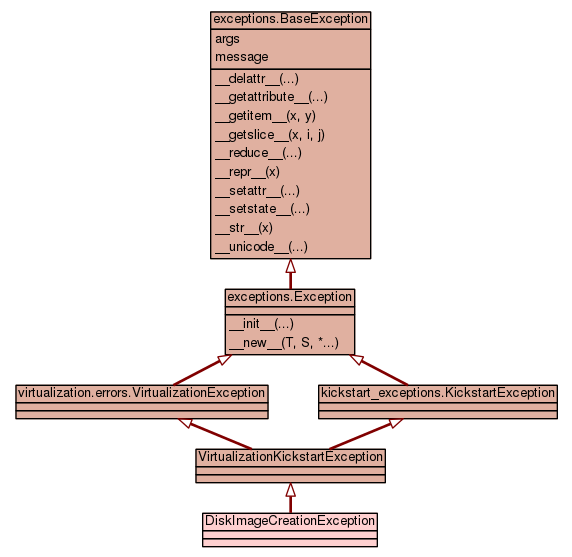 exceptions.BaseException
args
message
__delattr__(...)
__getattribute__(...)
__getitem__(x, y)
__getslice__(x, i, j)
__reduce__(...)
__repr__(x)
__setattr__(...)
__setstate__(...)
__str__(x)
__unicode__(...)
exceptions.Exception
__init__(...)
__new__(T, S, *...)
virtualization.errors.VirtualizationException
kickstart_exceptions.KickstartException
VirtualizationKickstartException
DiskImageCreationException